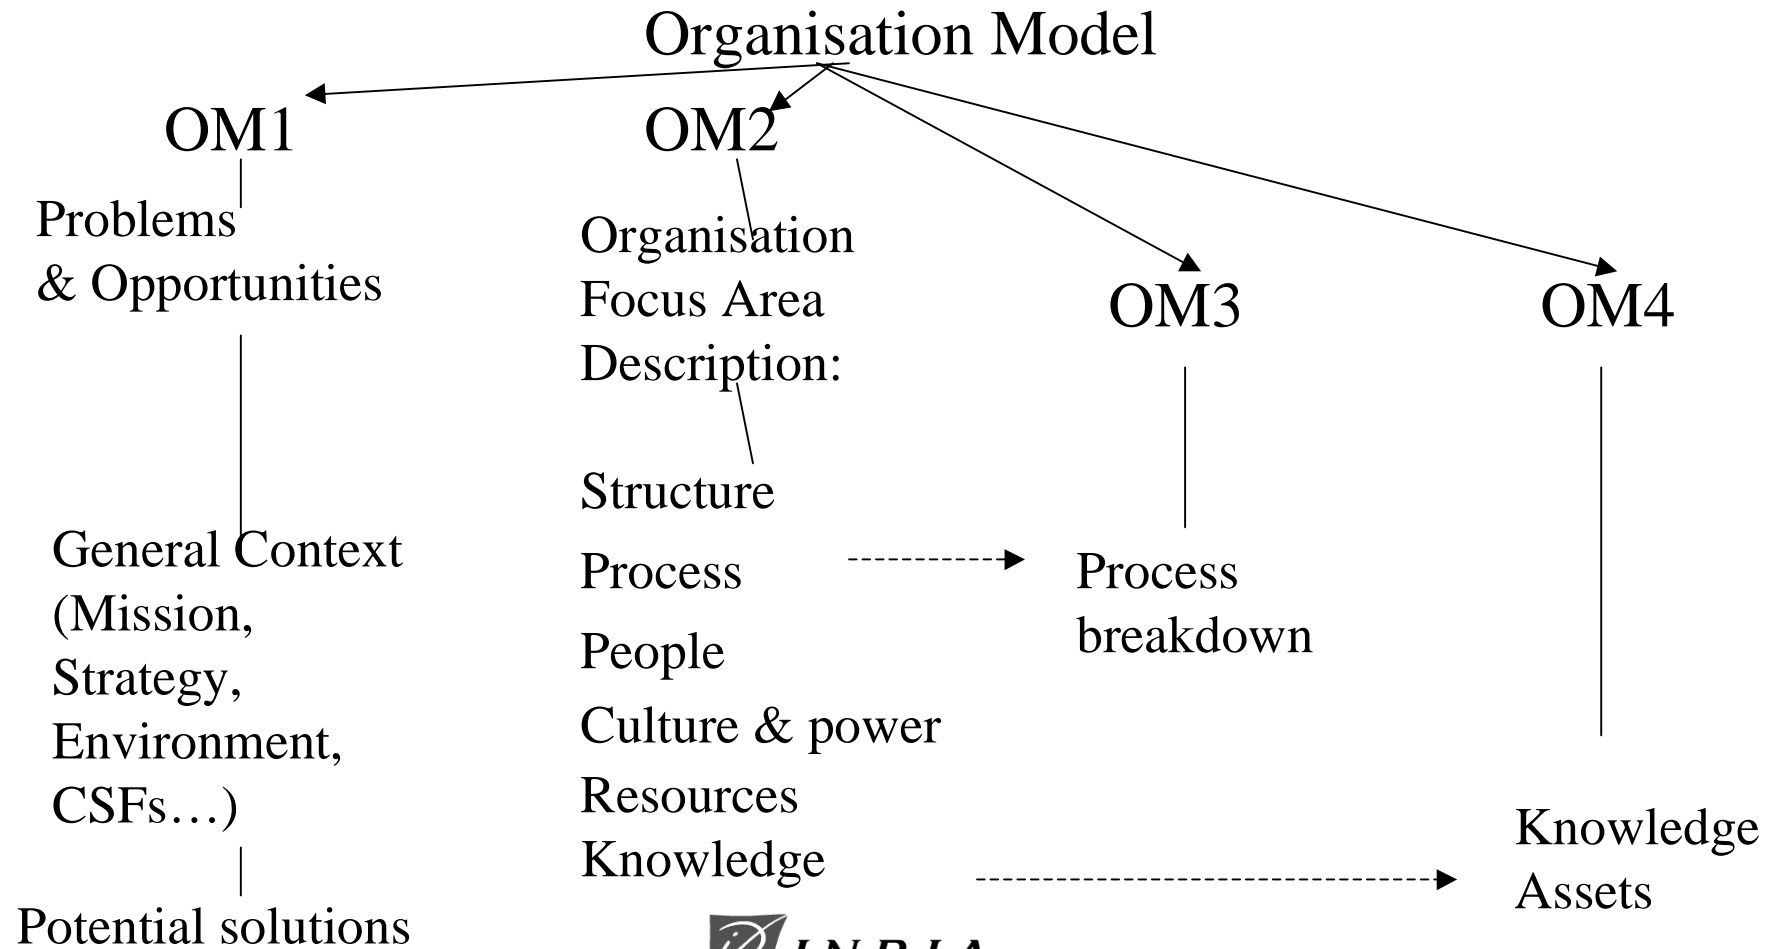 Organisation Model
OM1
Problems
& Opportunities
General Context
(Mission,
Strategy,
Environment,
CSFs…)
Potential solutions
OM2
Organisation
Focus Area
Description:
Structure
Process
People
Culture & power
Resources
Knowledge
OM3
Process
breakdown
OM4
Knowledge
Assets
INRIA